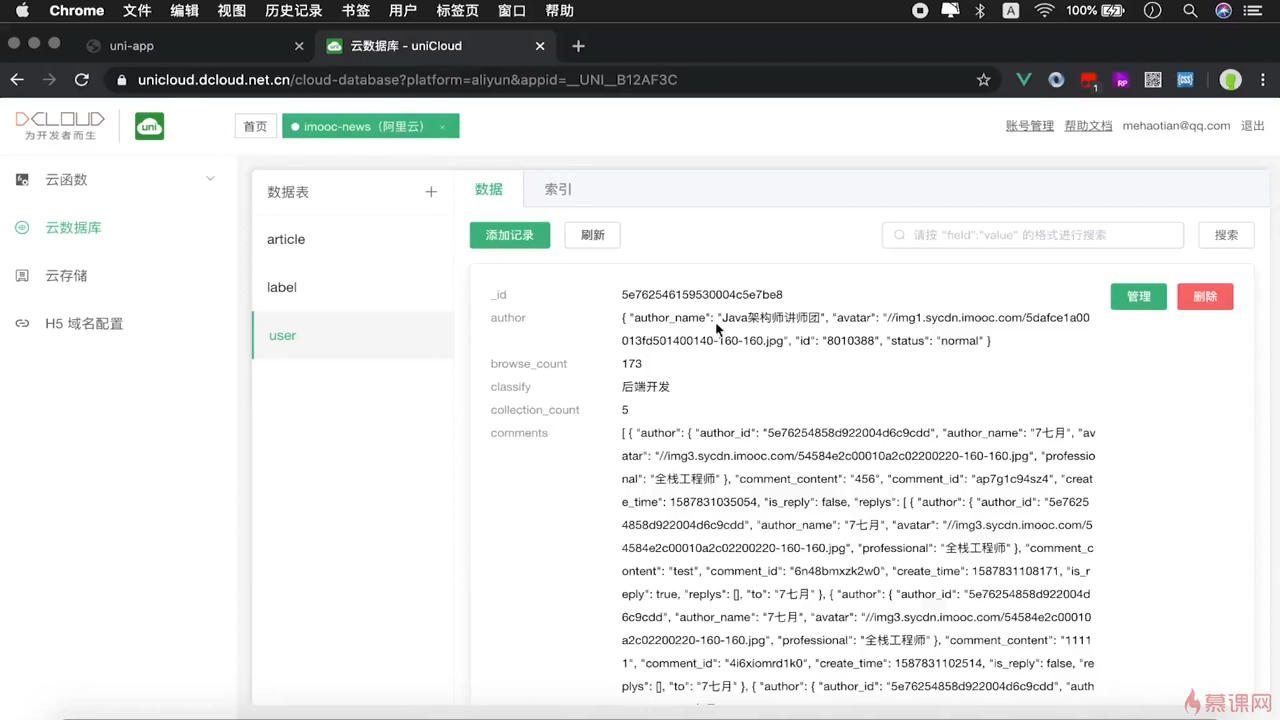 Chrome 文件 编辑 视图 历史记录 书签 用户 标签页 窗口 帮助 A 100%
uni-app 云数据库 - uniCloud
unicloud.dcloud.net.cn/cloud-database?platform=aliyun&appid=__UNI__B12AF3C RP 1
DCLOUD
为开发者而生
uni
首页 imooc-news（阿里云） ×
账号管理 帮助文档 mehaotian@qq.com 退出
云函数
云数据库
云存储
H5 域名配置
数据表 +
article
label
user
数据 索引
添加记录 刷新 请按 "field":"value" 的格式进行搜索 搜索
_id 5e762546159530004c5e7be8 管理 删除
author { "author_name": "Java架构师讲师团", "avatar": "//img1.sycdn.imooc.com/5dafce1a00
013fd501400140-160-160.jpg", "id": "8010388", "status": "normal" }
browse_count 173
classify 后端开发
collection_count 5
comments [ { "author": { "author_id": "5e76254858d922004d6c9cdd", "author_name": "7七月", "av
atar": "//img3.sycdn.imooc.com/54584e2c00010a2c02200220-160-160.jpg", "professio
nal": "全栈工程师" }, "comment_content": "456", "comment_id": "ap7g1c94sz4", "creat
e_time": 1587831035054, "is_reply": false, "replys": [ { "author": { "author_id": "5e7625
4858d922004d6c9cdd", "author_name": "7七月", "avatar": "//img3.sycdn.imooc.com/5
4584e2c00010a2c02200220-160-160.jpg", "professional": "全栈工程师" }, "comment_c
ontent": "test", "comment_id": "6n48bmxzk2w0", "create_time": 1587831108171, "is_r
eply": true, "replys": [], "to": "7七月" }, { "author": { "author_id": "5e76254858d922004d
6c9cdd", "author_name": "7七月", "avatar": "//img3.sycdn.imooc.com/54584e2c00010
a2c02200220-160-160.jpg", "professional": "全栈工程师" }, "comment_content": "1111
1", "comment_id": "4i6xiomrd1k0", "create_time": 1587831102514, "is_reply": false, "re
plys": [], "to": "7七月" }, { "author": { "author_id": "5e76254858d922004d6c9cdd", "auth
慕课网